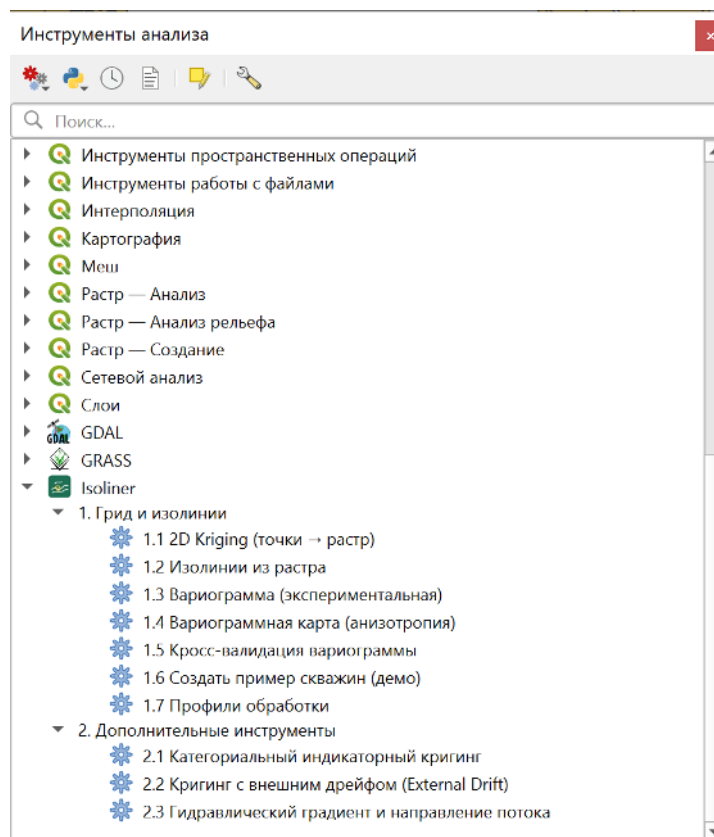 Инструменты анализа
Поиск...
Инструменты пространственных операций
Инструменты работы с файлами
Интерполяция
Картография
Меш
Растр — Анализ
Растр — Анализ рельефа
Растр — Создание
Сетевой анализ
Слои
GDAL
GRASS
Isoliner
1. Грид и изолинии
1.1 2D Kriging (точки → растр)
1.2 Изолинии из растра
1.3 Вариограмма (экспериментальная)
1.4 Вариограммная карта (анизотропия)
1.5 Кросс-валидация вариограммы
1.6 Создать пример скважин (демо)
1.7 Профили обработки
2. Дополнительные инструменты
2.1 Категориальный индикаторный кригинг
2.2 Кригинг с внешним дрейфом (External Drift)
2.3 Гидравлический градиент и направление потока